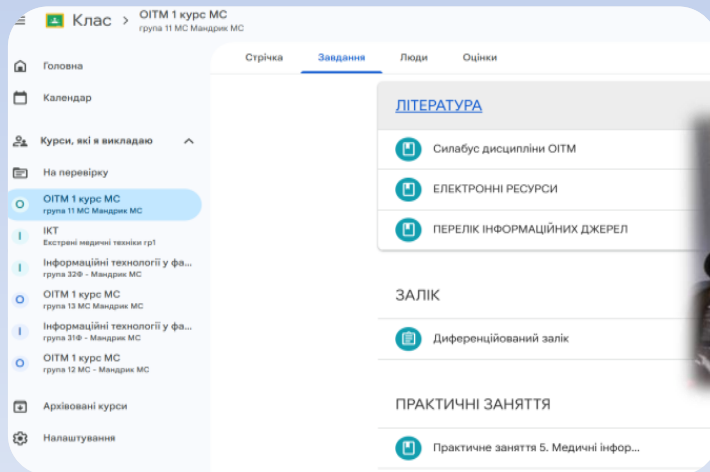 Клас > ОІТМ 1 курс МС
група 11 МС Мандрик МС
Головна
Календар
Курси, які я викладаю
На перевірку
О ОІТМ 1 курс МС
група 11 МС Мандрик МС
І ІКТ
Екстрені медичні техніки гр1
І Інформаційні технології у фа...
група 32Ф - Мандрик МС
О ОІТМ 1 курс МС
група 13 МС Мандрик МС
І Інформаційні технології у фа...
група 31Ф - Мандрик МС
О ОІТМ 1 курс МС
група 12 МС - Мандрик МС
Архівовані курси
Налаштування
Стрічка Завдання Люди Оцінки
ЛІТЕРАТУРА
Силабус дисципліни ОІТМ
ЕЛЕКТРОННІ РЕСУРСИ
ПЕРЕЛІК ІНФОРМАЦІЙНИХ ДЖЕРЕЛ
ЗАЛІК
Диференційований залік
ПРАКТИЧНІ ЗАНЯТТЯ
Практичне заняття 5. Медичні інфор...